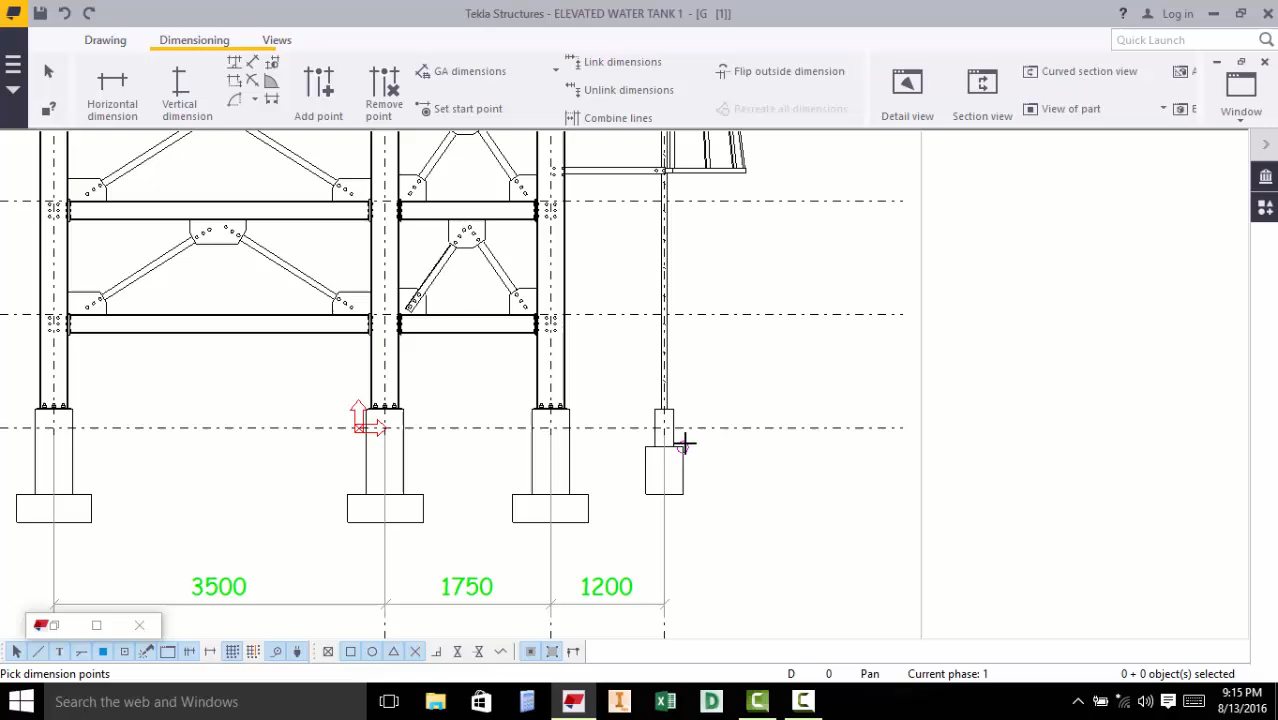 Tekla Structures - ELEVATED WATER TANK 1 - [G [1]]
? Log in
Drawing Dimensioning Views
Quick Launch
Horizontal dimension
Vertical dimension
Add point
Remove point
GA dimensions
Set start point
Link dimensions
Unlink dimensions
Combine lines
Flip outside dimension
Recreate all dimensions
Detail view
Section view
Curved section view
View of part
A
E
Window
3500 1750 1200
Pick dimension points D 0 Pan Current phase: 1 0 + 0 object(s) selected
Search the web and Windows
9:15 PM
8/13/2016